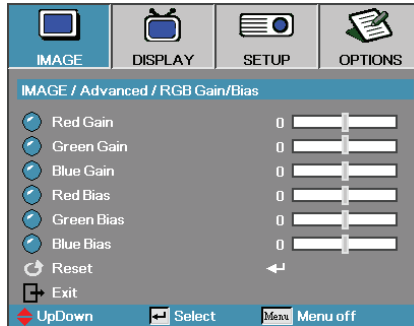 IMAGE DISPLAY SETUP OPTIONS
IMAGE / Advanced / RGB Gain/Bias
Red Gain 0
Green Gain 0
Blue Gain 0
Red Bias 0
Green Bias 0
Blue Bias 0
Reset
Exit
UpDown Select Menu Menu off